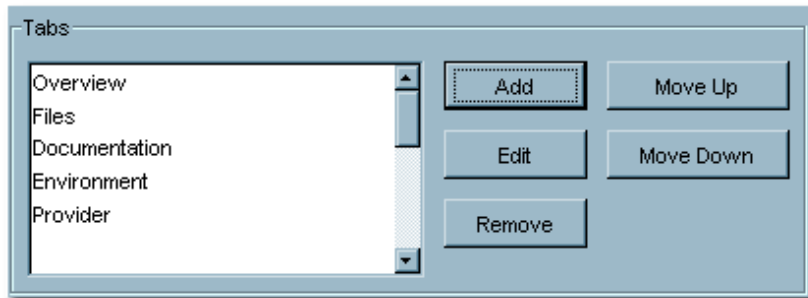 Tabs
Overview
Files
Documentation
Environment
Provider
Add
Move Up
Edit
Move Down
Remove